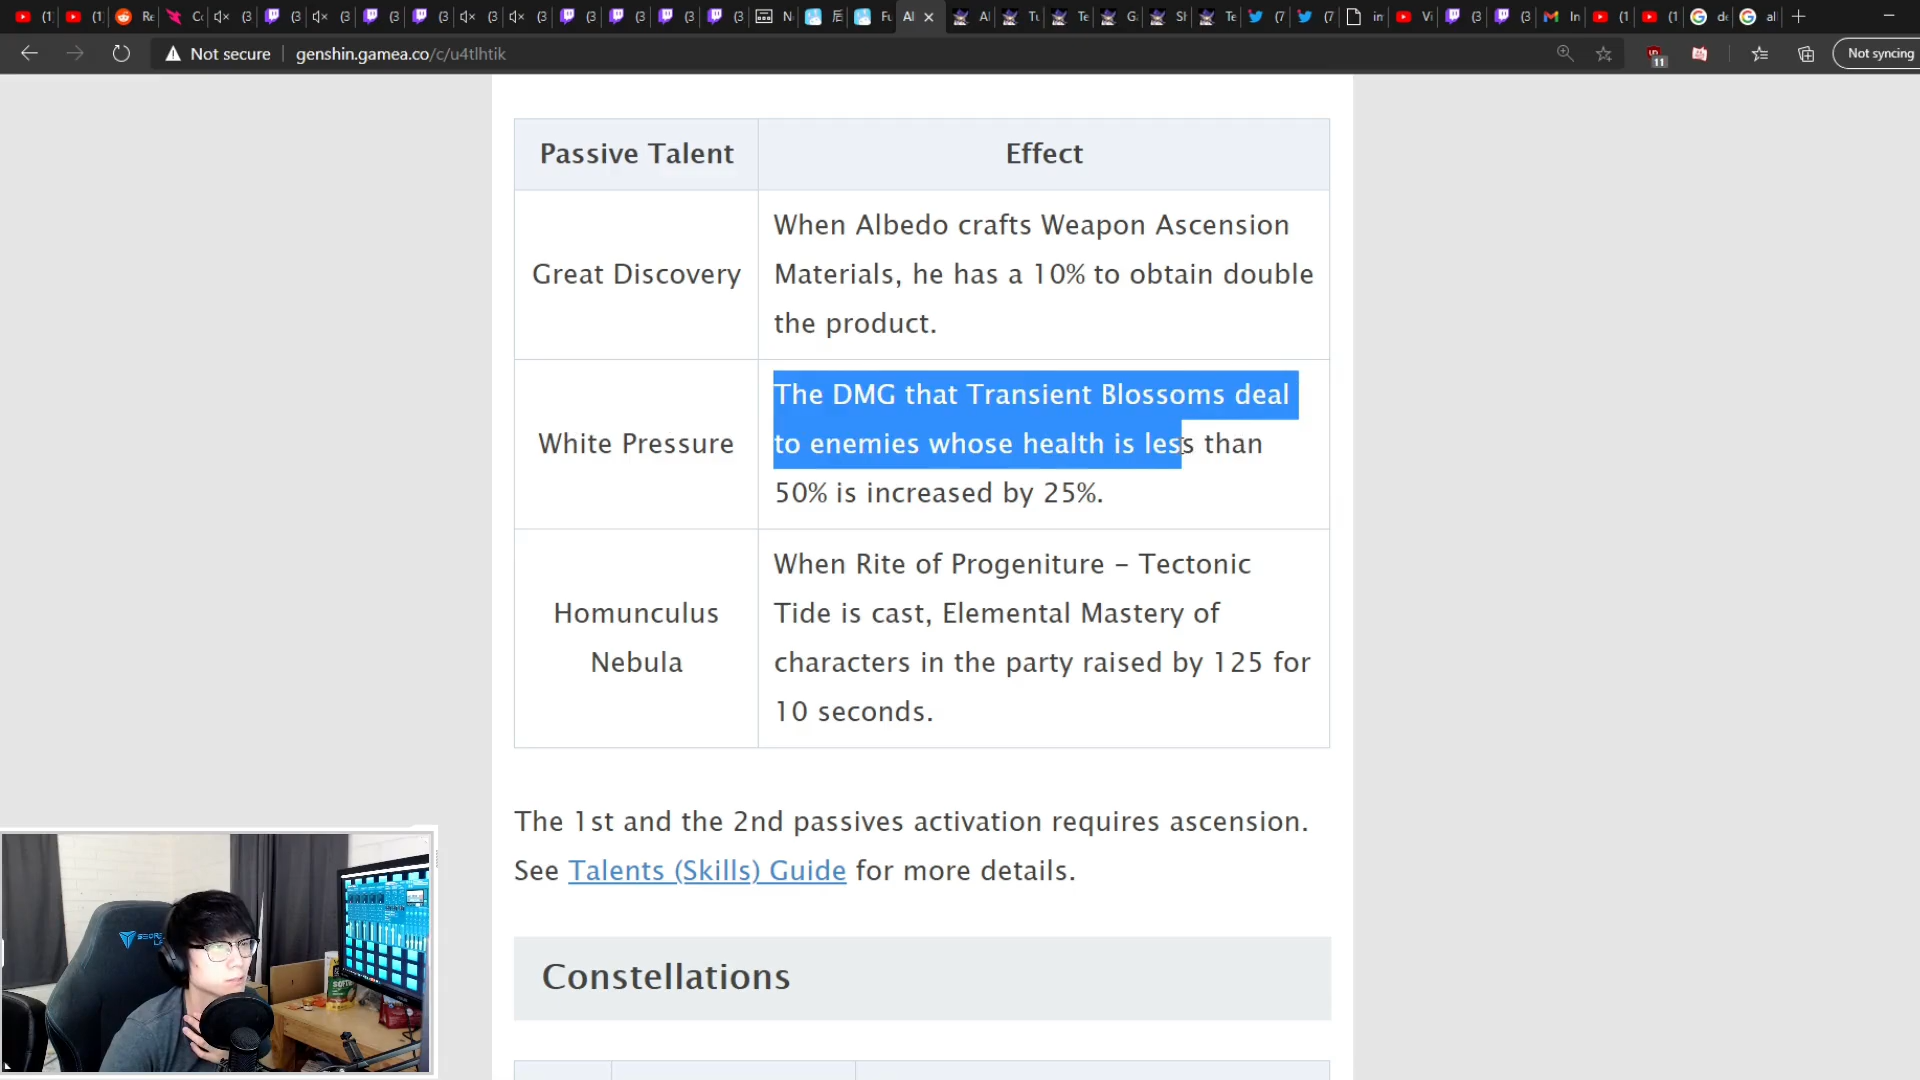 Not secure
genshin.gamea.co/c/u4tlhtik
11
Not syncing
Passive Talent
Effect
Great Discovery
When Albedo crafts Weapon Ascension
Materials, he has a 10% to obtain double
the product.
White Pressure
The DMG that Transient Blossoms deal
to enemies whose health is less than
50% is increased by 25%.
Homunculus
Nebula
When Rite of Progeniture – Tectonic
Tide is cast, Elemental Mastery of
characters in the party raised by 125 for
10 seconds.
The 1st and the 2nd passives activation requires ascension.
See Talents (Skills) Guide for more details.
Constellations